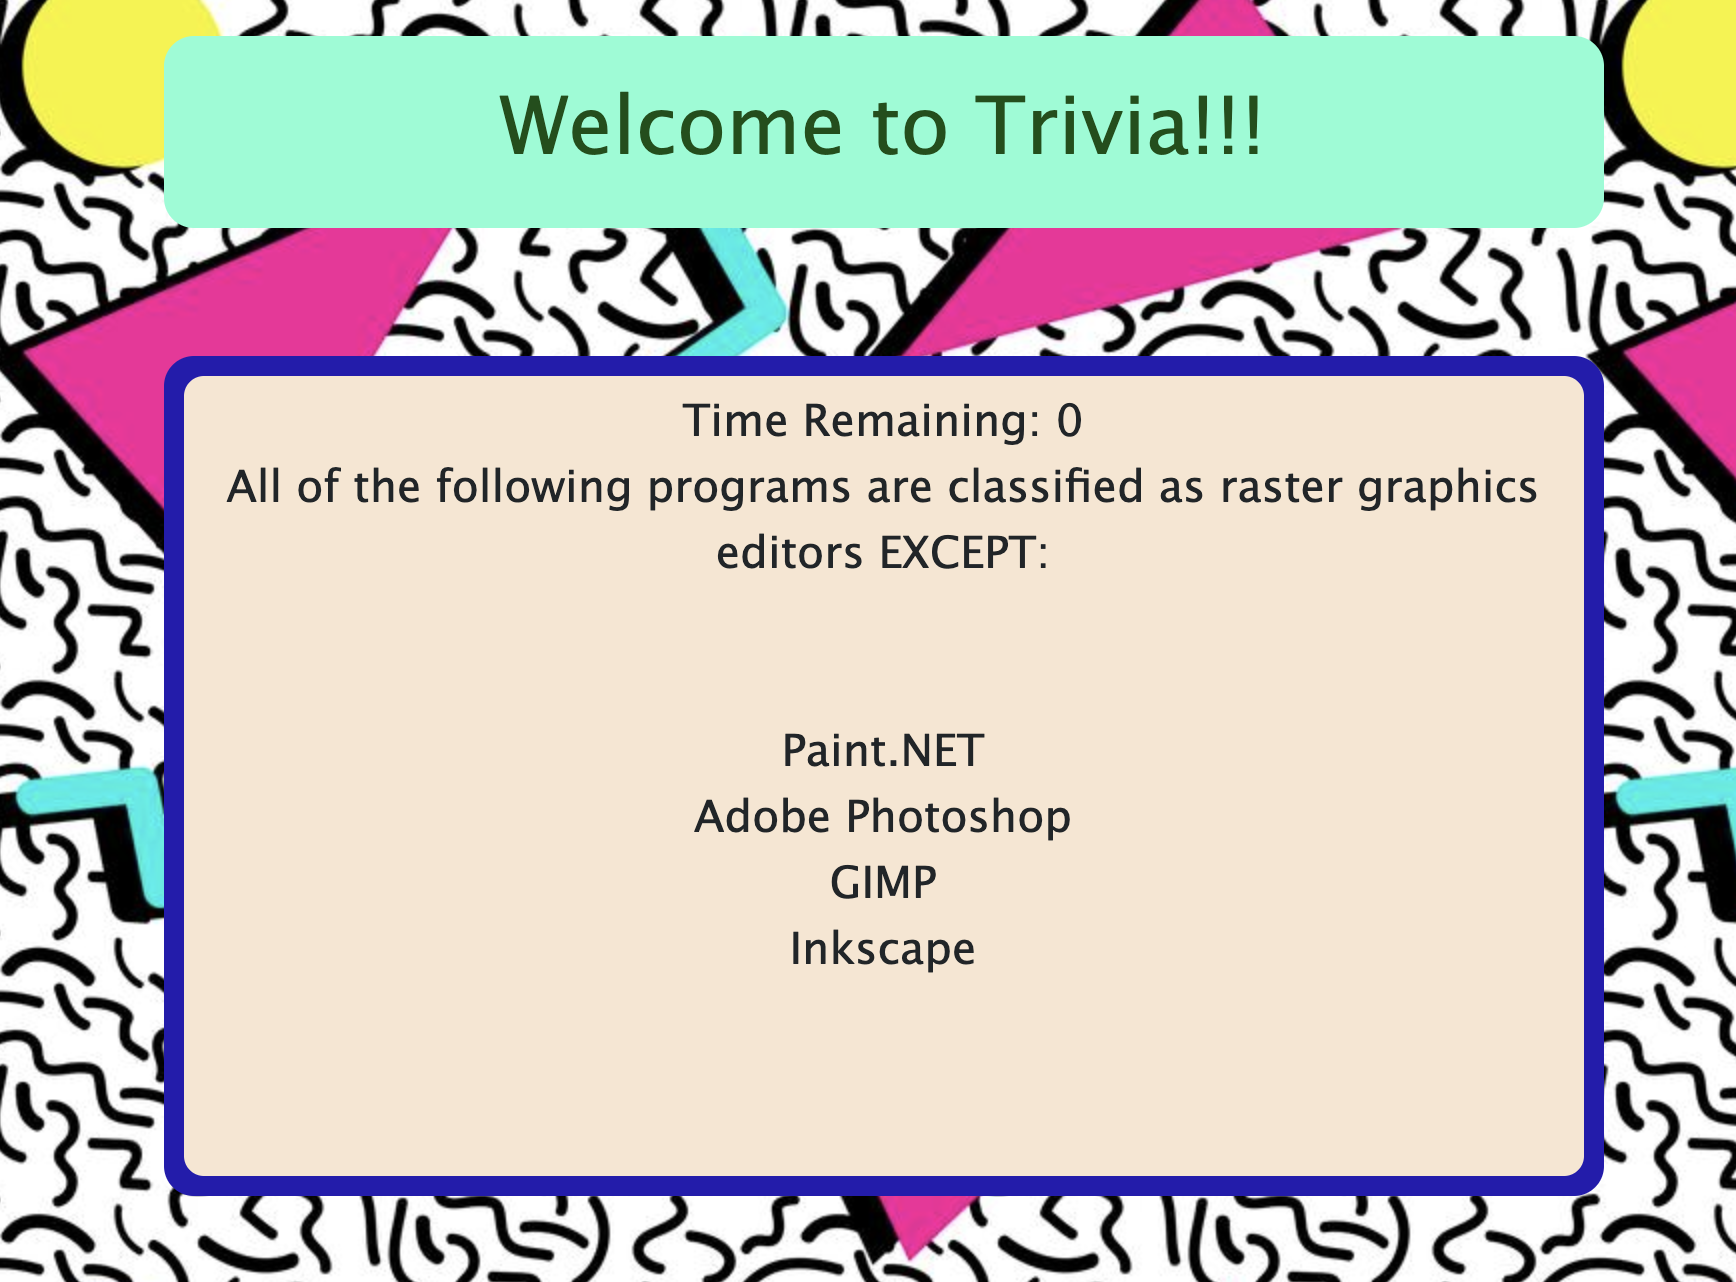 Welcome to Trivia!!!
Time Remaining: 0
All of the following programs are classified as raster graphics
editors EXCEPT:
Paint.NET
Adobe Photoshop
GIMP
Inkscape